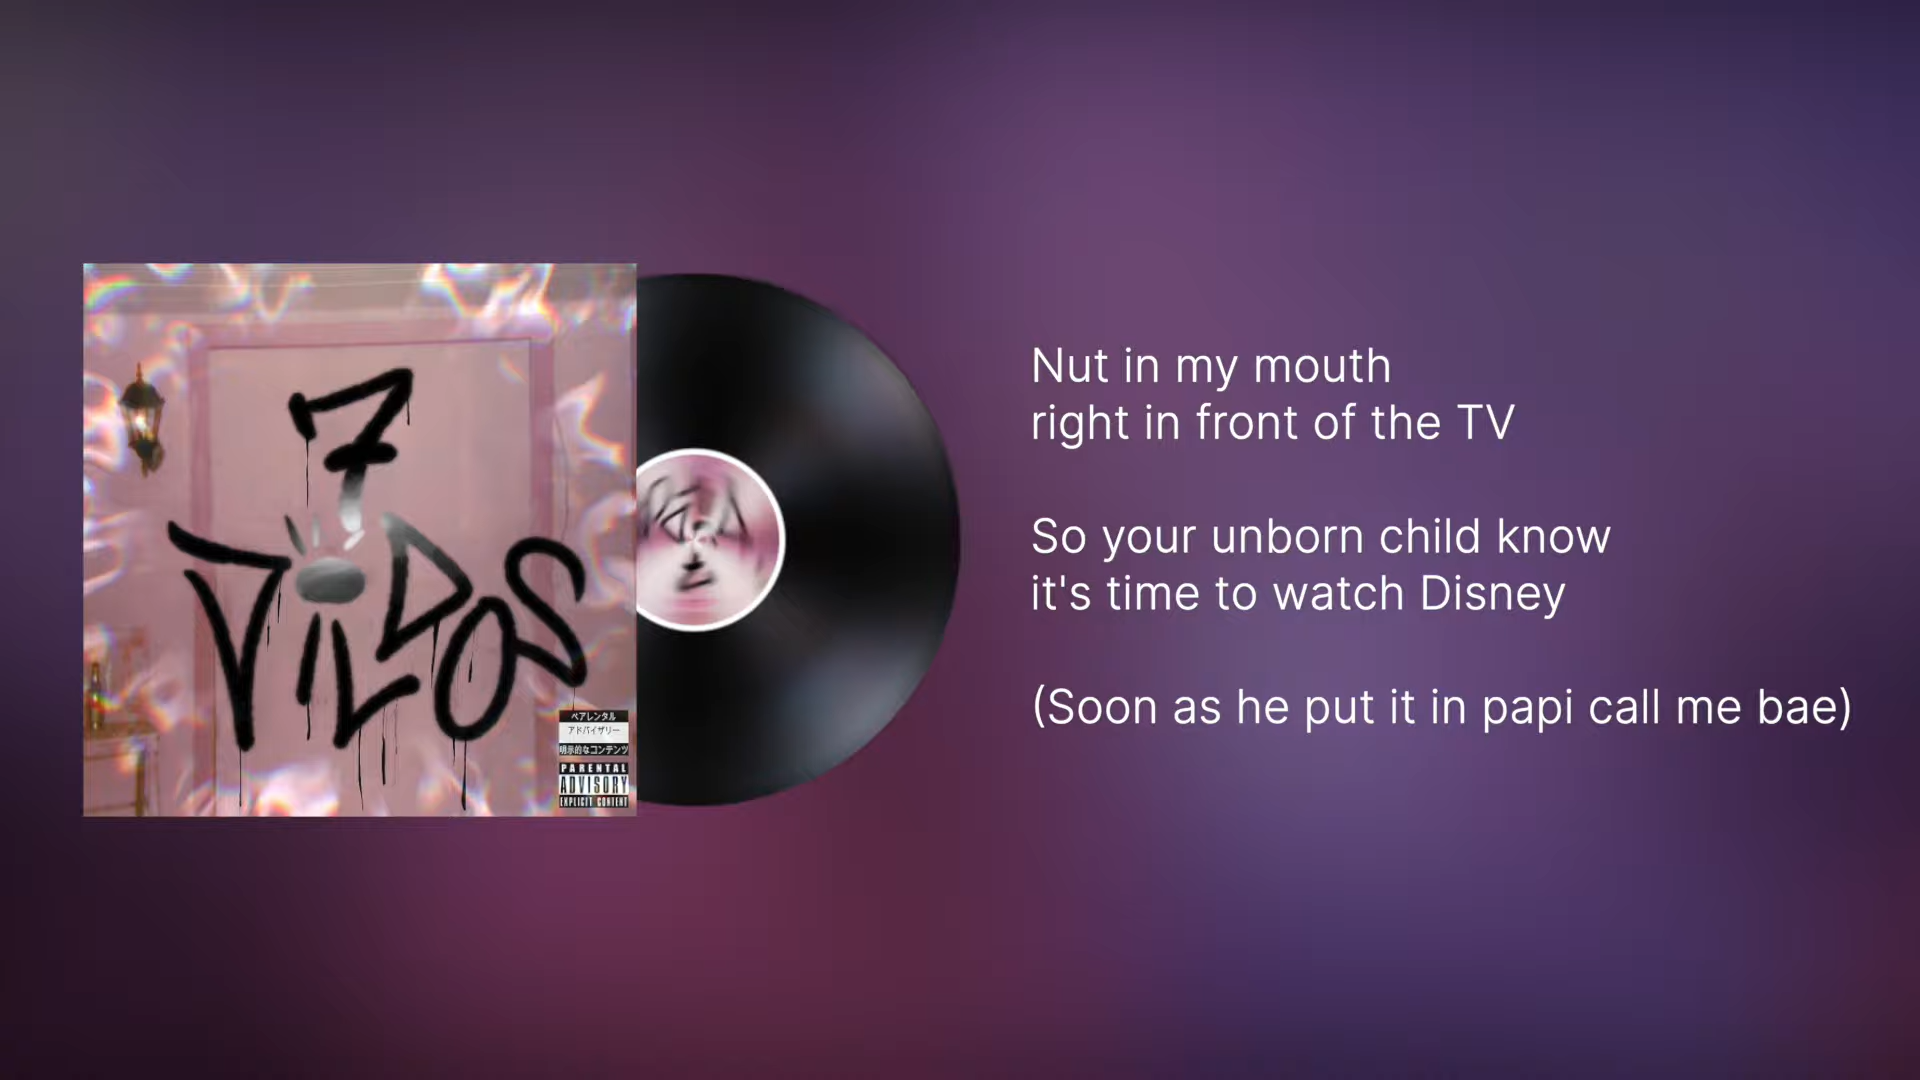 7
DiLDOS
ペアレンタル
アドバイザリー
明示的なコンテンツ
PARENTAL
ADVISORY
EXPLICIT CONTENT
Nut in my mouth
right in front of the TV
So your unborn child know
it's time to watch Disney
(Soon as he put it in papi call me bae)